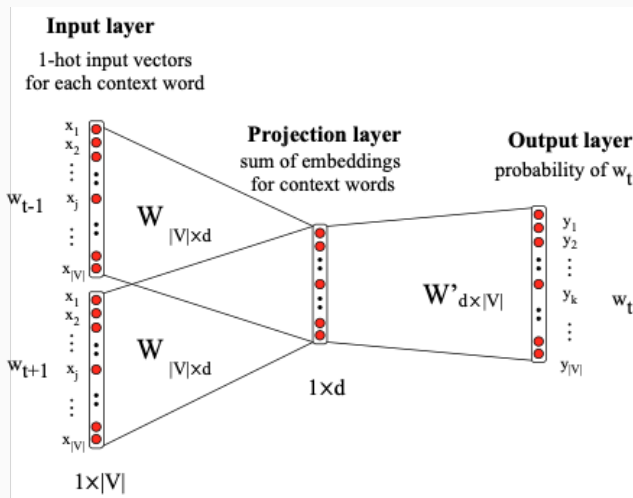 Input layer
1-hot input vectors
for each context word
x1
x2
xj
x|V|
wt-1
W |V|×d
x1
x2
xj
x|V|
wt+1
W |V|×d
1×|V|
Projection layer
sum of embeddings
for context words
1×d
W’d×|V|
Output layer
probability of wt
y1
y2
yk
y|V|
wt